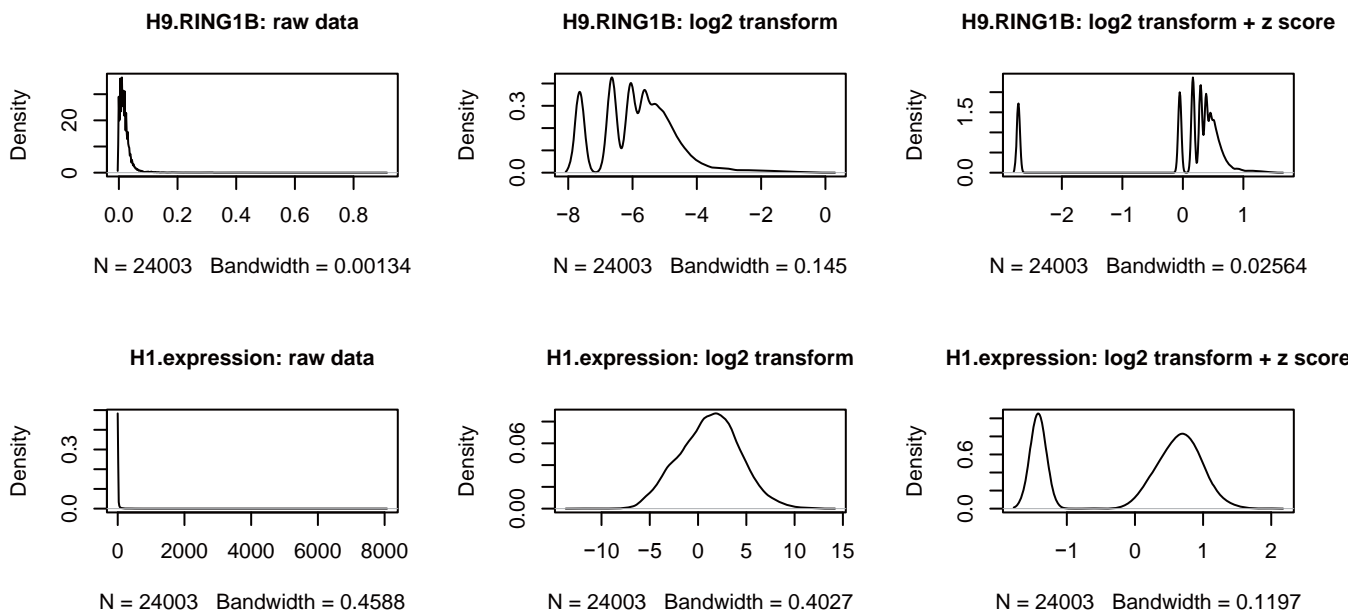 H9.RING1B: raw data
Density
0 20
0.0 0.2 0.4 0.6 0.8
N = 24003 Bandwidth = 0.00134
H9.RING1B: log2 transform
Density
0.0 0.3
−8 −6 −4 −2 0
N = 24003 Bandwidth = 0.145
H9.RING1B: log2 transform + z score
Density
0.0 1.5
−2 −1 0 1
N = 24003 Bandwidth = 0.02564
H1.expression: raw data
Density
0.0 0.3
0 2000 4000 6000 8000
N = 24003 Bandwidth = 0.4588
H1.expression: log2 transform
Density
0.00 0.06
−10 −5 0 5 10 15
N = 24003 Bandwidth = 0.4027
H1.expression: log2 transform + z score
Density
0.0 0.6
−1 0 1 2
N = 24003 Bandwidth = 0.1197